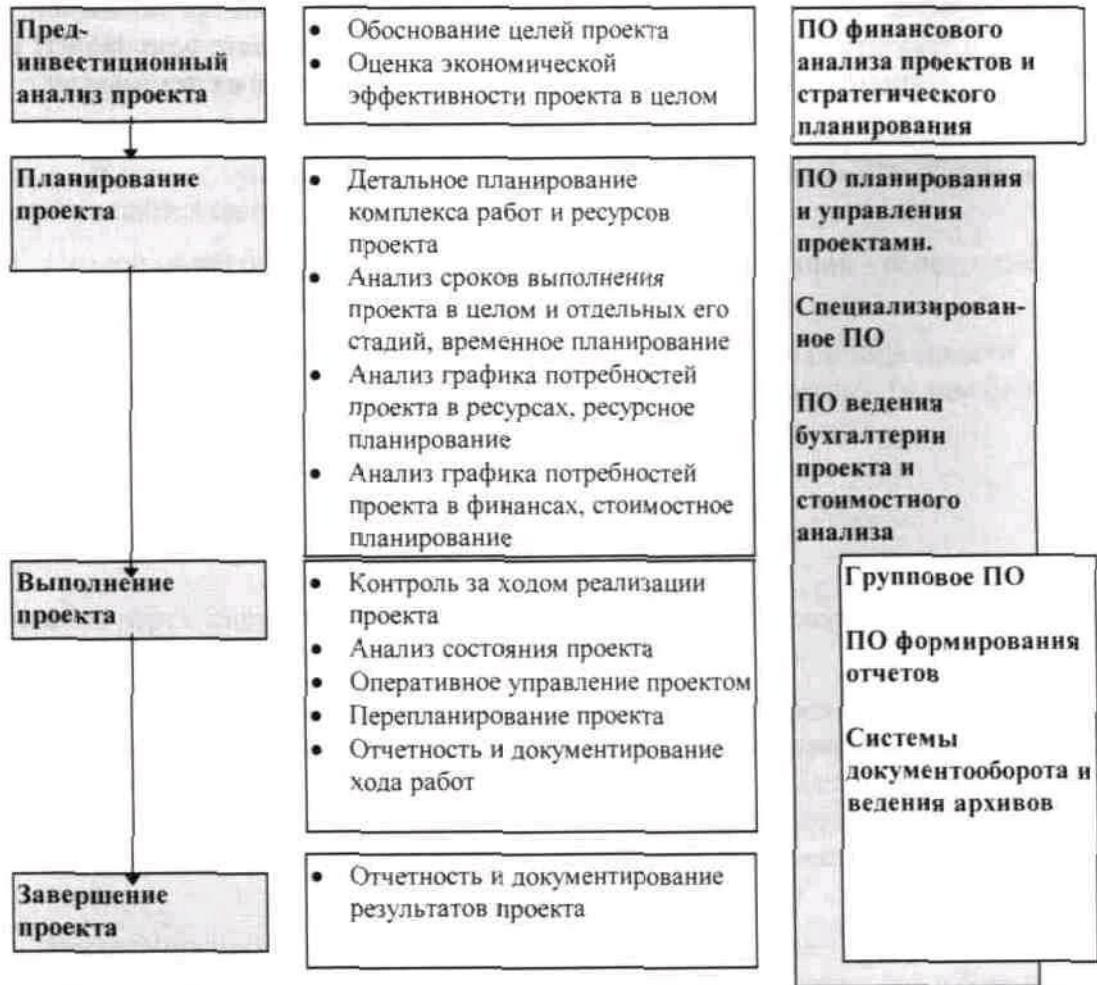 Пред-
инвестиционный
анализ проекта
• Обоснование целей проекта
• Оценка экономической
эффективности проекта в целом
ПО финансового
анализа проектов и
стратегического
планирования
Планирование
проекта
• Детальное планирование
комплекса работ и ресурсов
проекта
• Анализ сроков выполнения
проекта в целом и отдельных его
стадий, временное планирование
• Анализ графика потребностей
проекта в ресурсах, ресурсное
планирование
• Анализ графика потребностей
проекта в финансах, стоимостное
планирование
ПО планирования
и управления
проектами.
Специализирован-
ное ПО
ПО ведения
бухгалтерии
проекта и
стоимостного
анализа
Выполнение
проекта
• Контроль за ходом реализации
проекта
• Анализ состояния проекта
• Оперативное управление проектом
• Перепланирование проекта
• Отчетность и документирование
хода работ
Групповое ПО
ПО формирования
отчетов
Системы
документооборота и
ведения архивов
Завершение
проекта
• Отчетность и документирование
результатов проекта